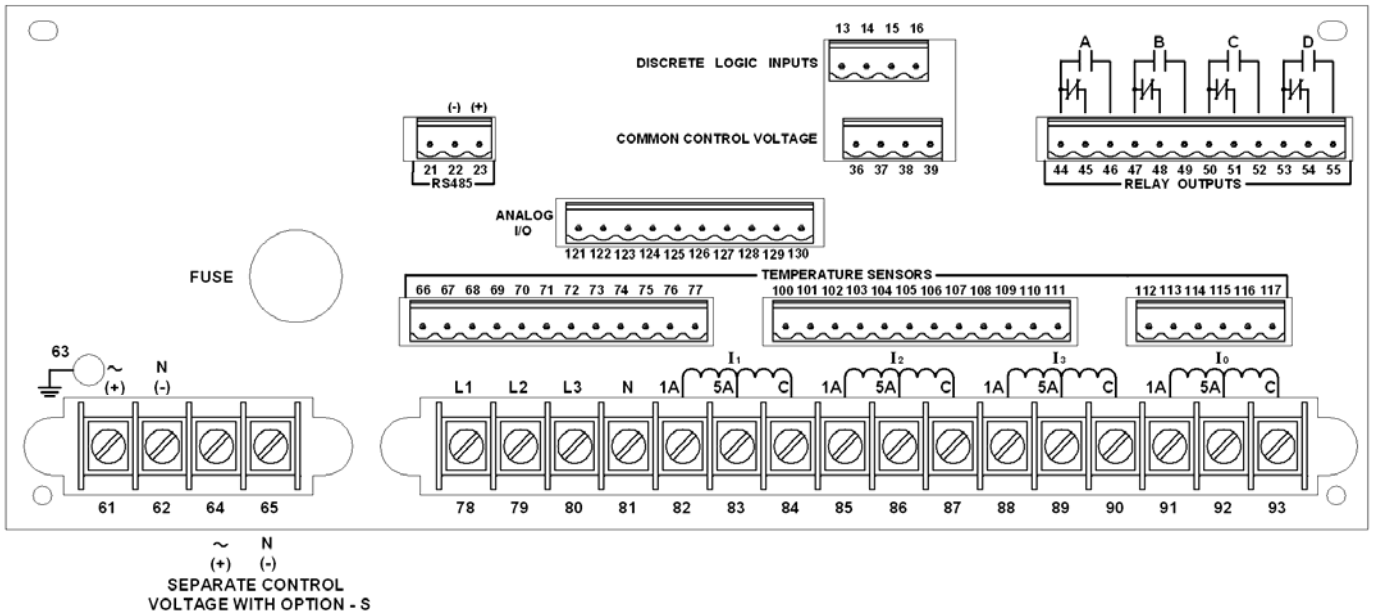 13 14 15 16
A B C D
DISCRETE LOGIC INPUTS
(-) (+)
COMMON CONTROL VOLTAGE
21 22 23
RS485
36 37 38 39
44 45 46 47 48 49 50 51 52 53 54 55
RELAY OUTPUTS
ANALOG
I/O
121 122 123 124 125 126 127 128 129 130
FUSE
TEMPERATURE SENSORS
66 67 68 69 70 71 72 73 74 75 76 77
100 101 102 103 104 105 106 107 108 109 110 111
112 113 114 115 116 117
63
~ N
(+) (-)
I1 I2 I3 I0
L1 L2 L3 N 1A 5A C 1A 5A C 1A 5A C 1A 5A C
61 62 64 65
78 79 80 81 82 83 84 85 86 87 88 89 90 91 92 93
~ N
(+) (-)
SEPARATE CONTROL
VOLTAGE WITH OPTION - S